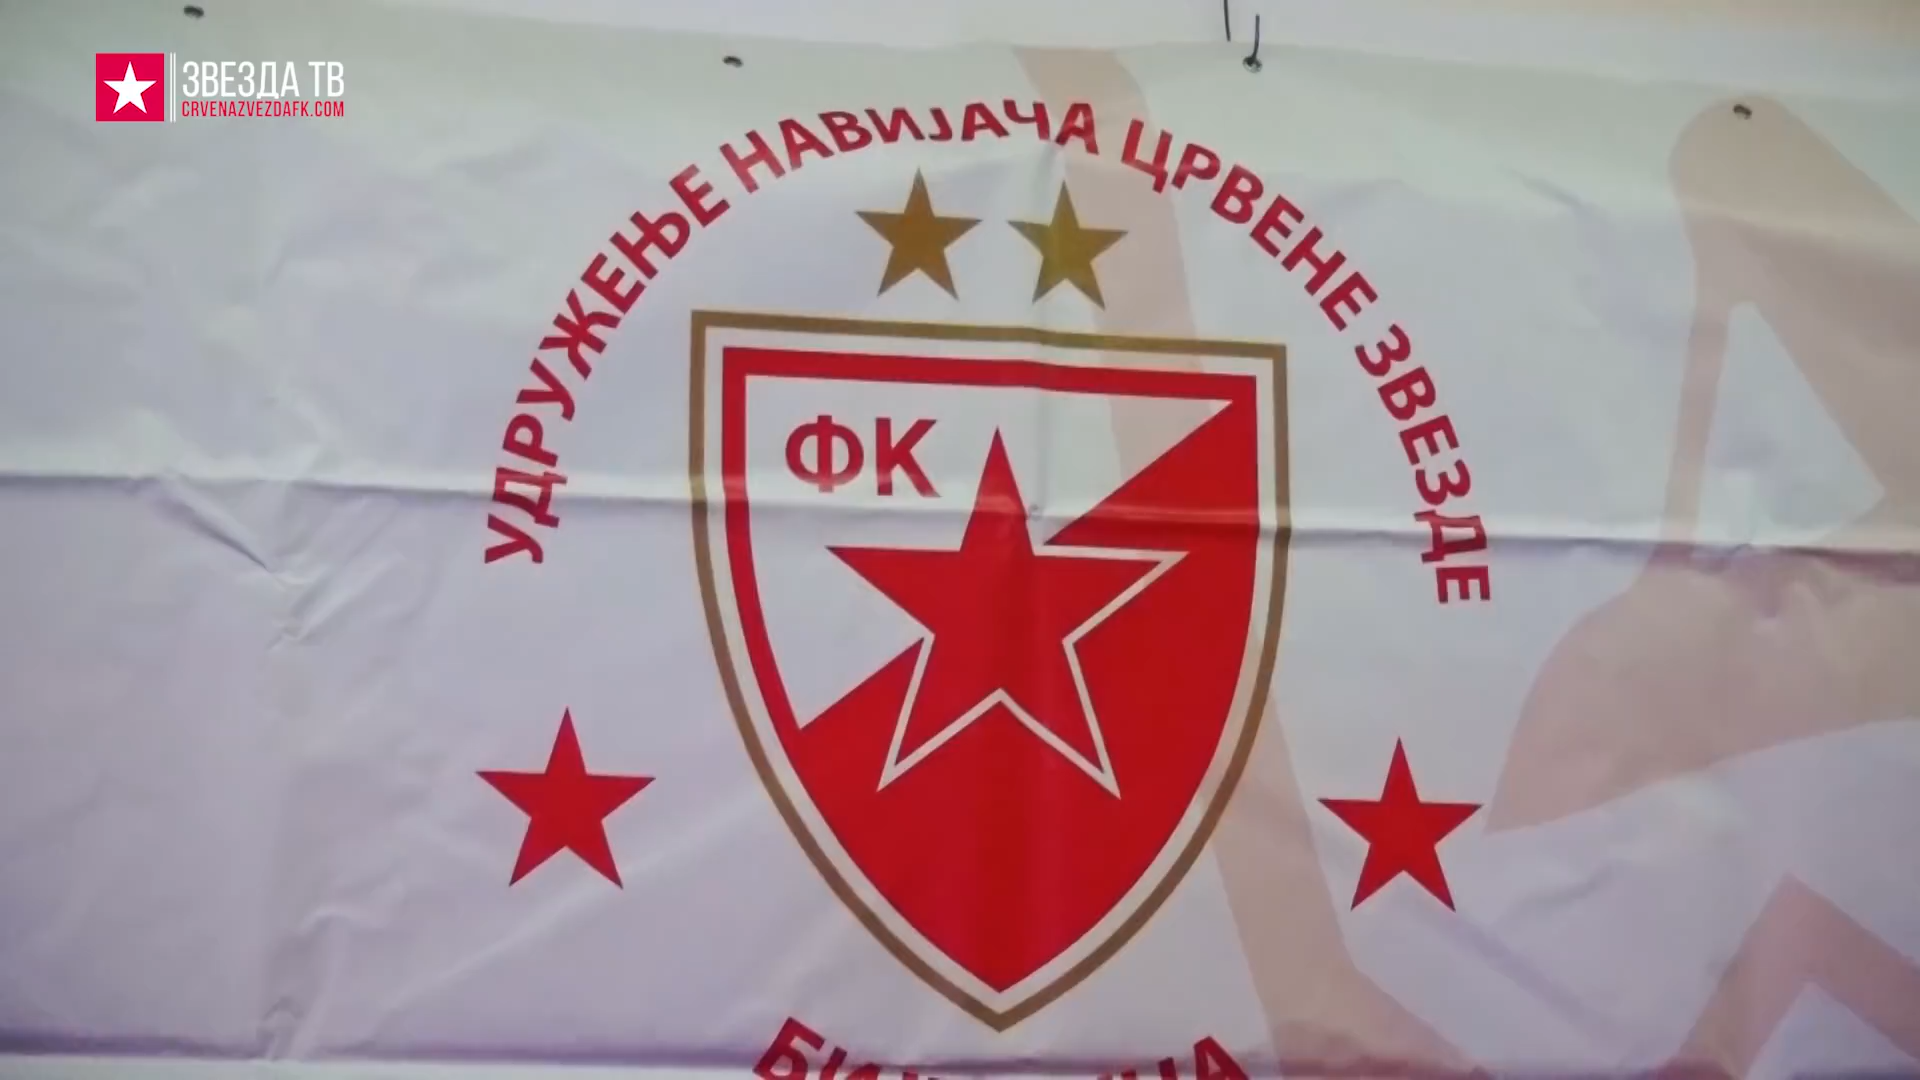 ЗВЕЗДА ТВ
CRVENAZVEZDAFK.COM
УДРУЖЕЊЕ НАВИЈАЧА ЦРВЕНЕ ЗВЕЗДЕ
ФК